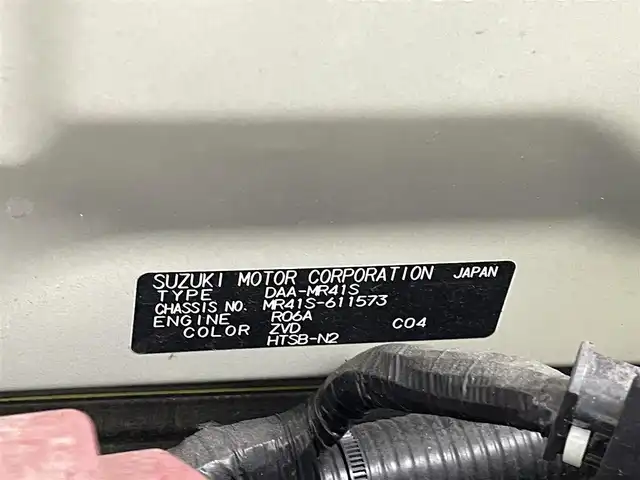 SUZUKI MOTOR CORPORATION JAPAN
TYPE DAA-MR41S
CHASSIS NO. MR41S-611573
ENGINE R06A
COLOR ZVD C04
HTSB-N2